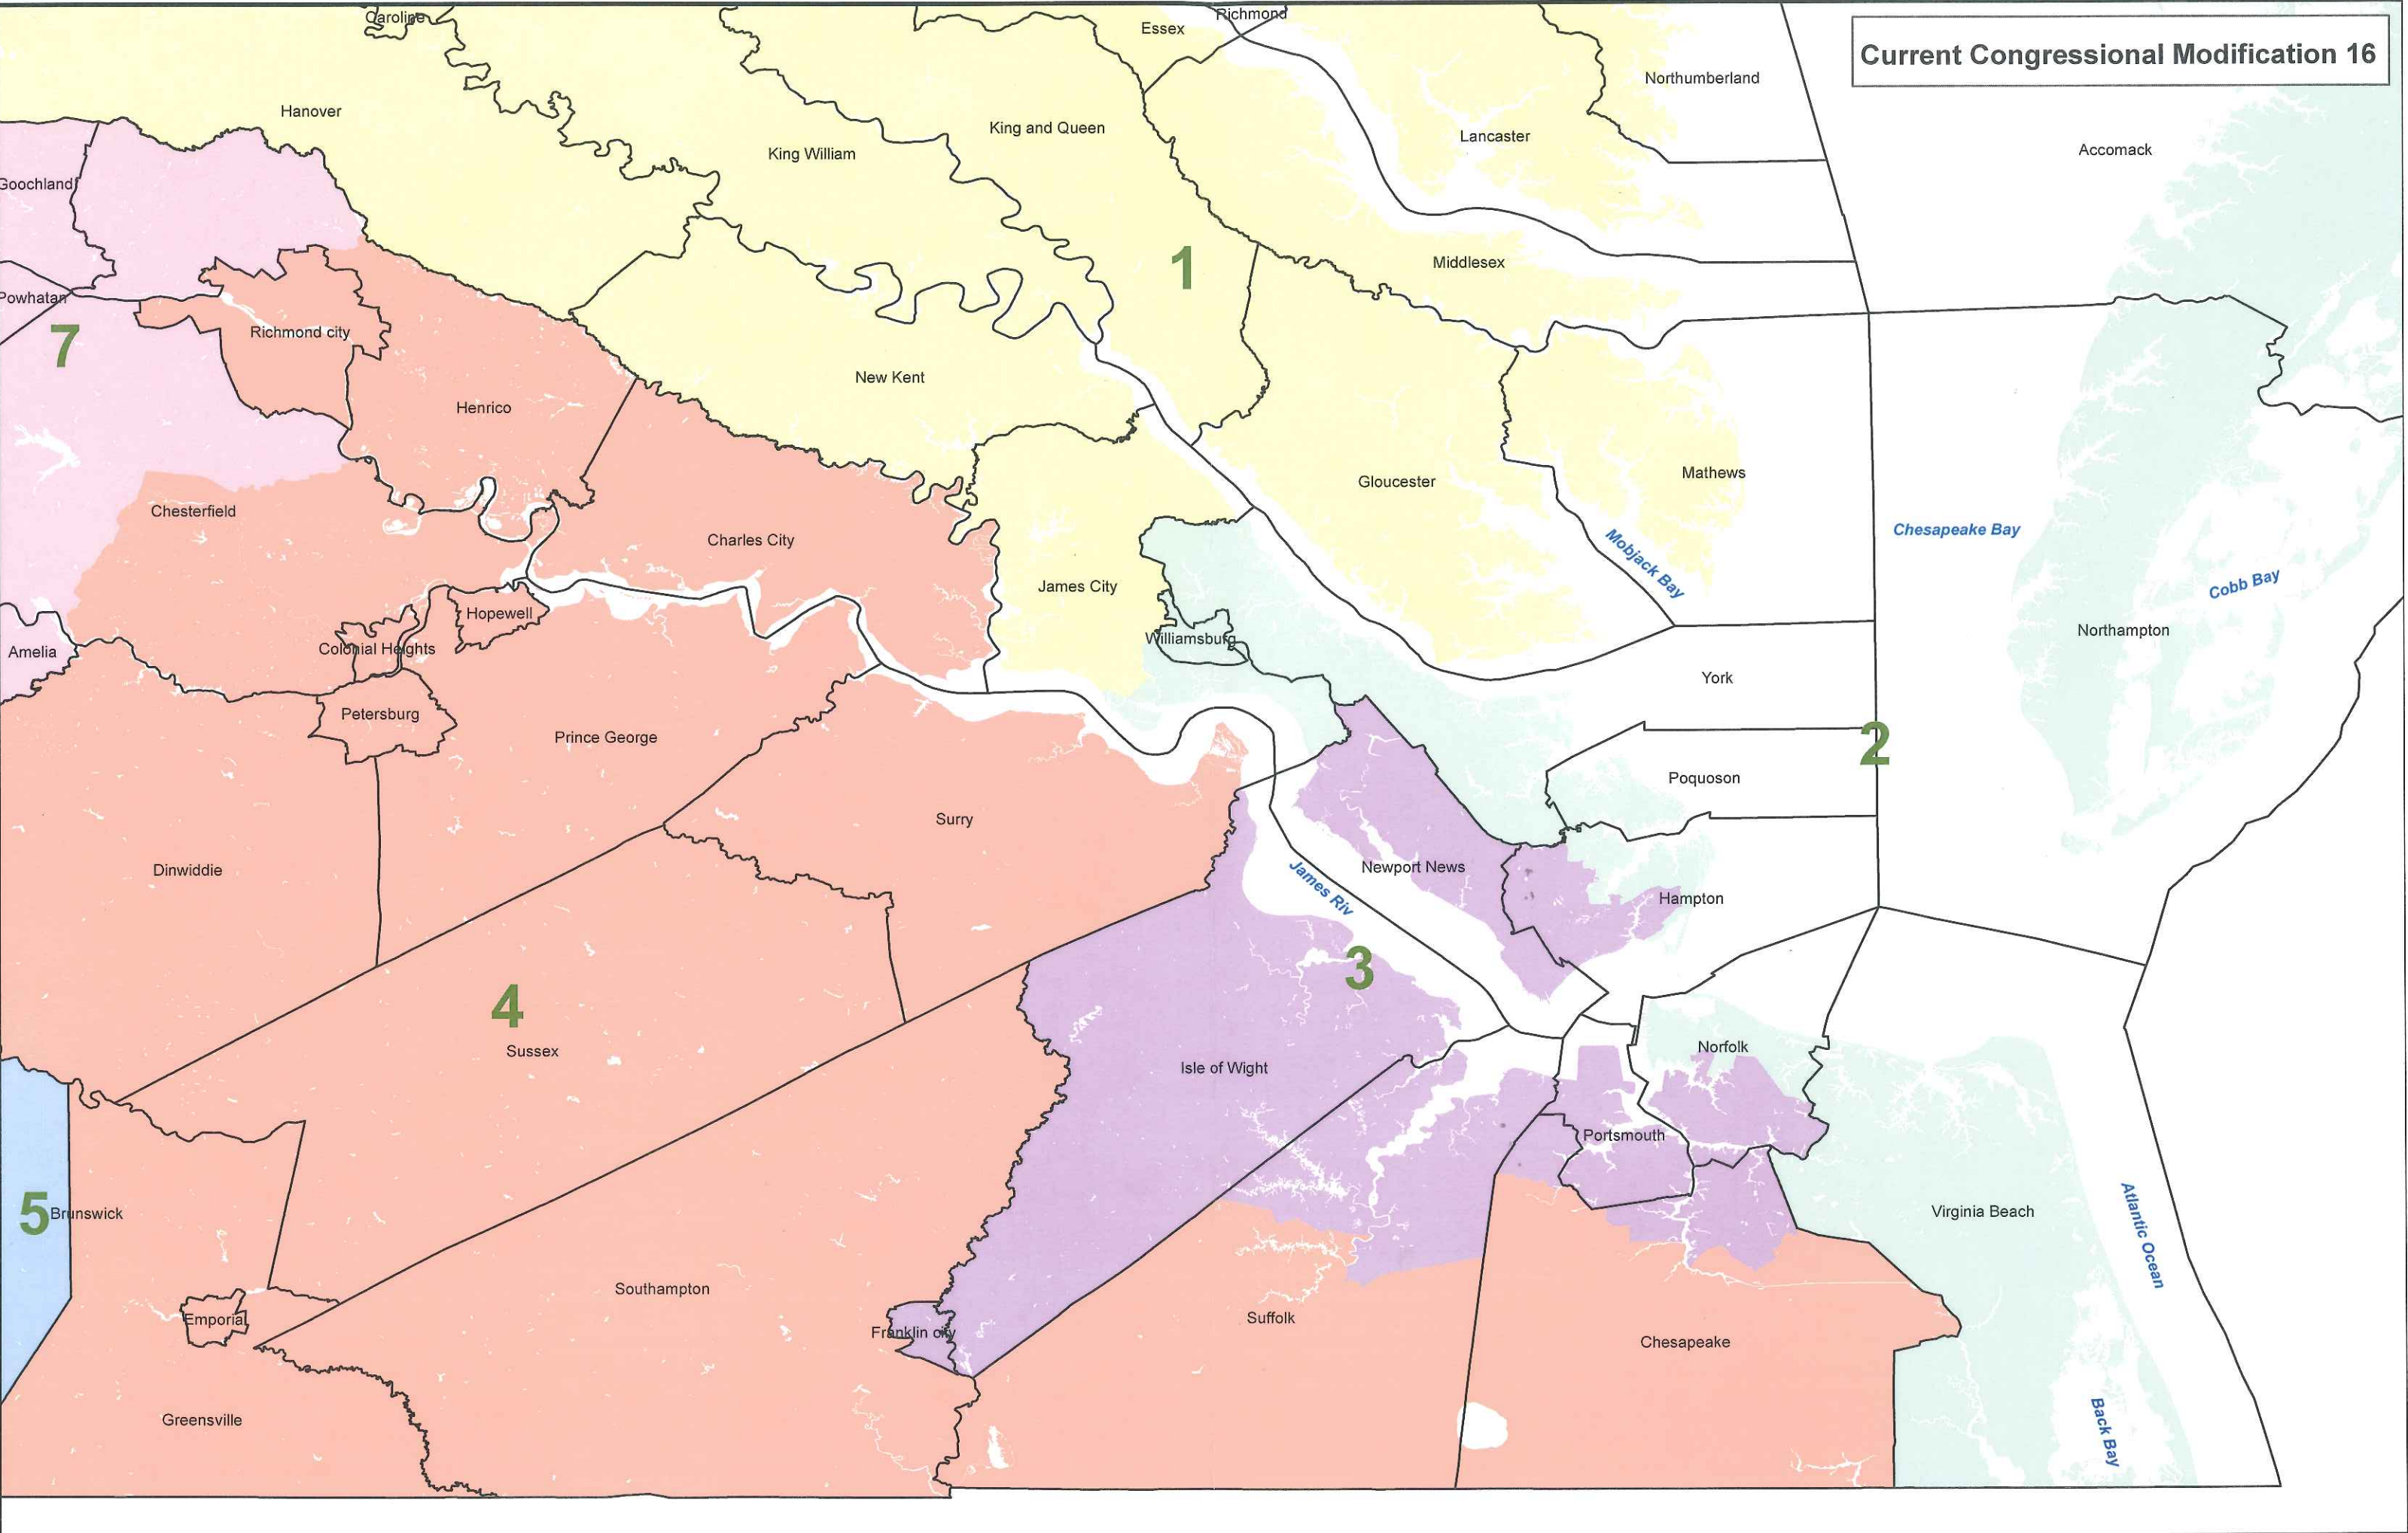 Current Congressional Modification 16
Caroline
Essex
Richmond
Northumberland
Hanover
King William
King and Queen
Lancaster
Accomack
Goochland
Middlesex
1
Powhatan
7
Richmond city
Henrico
New Kent
Gloucester
Mathews
Chesapeake Bay
Mobjack Bay
Cobb Bay
Chesterfield
Charles City
James City
Hopewell
Colonial Heights
Williamsburg
Northampton
Amelia
York
Petersburg
Prince George
2
Poquoson
Surry
Dinwiddie
Newport News
James Riv
Hampton
3
4
Sussex
Isle of Wight
Norfolk
Portsmouth
5
Brunswick
Virginia Beach
Atlantic Ocean
Southampton
Emporia
Franklin city
Suffolk
Chesapeake
Greensville
Back Bay